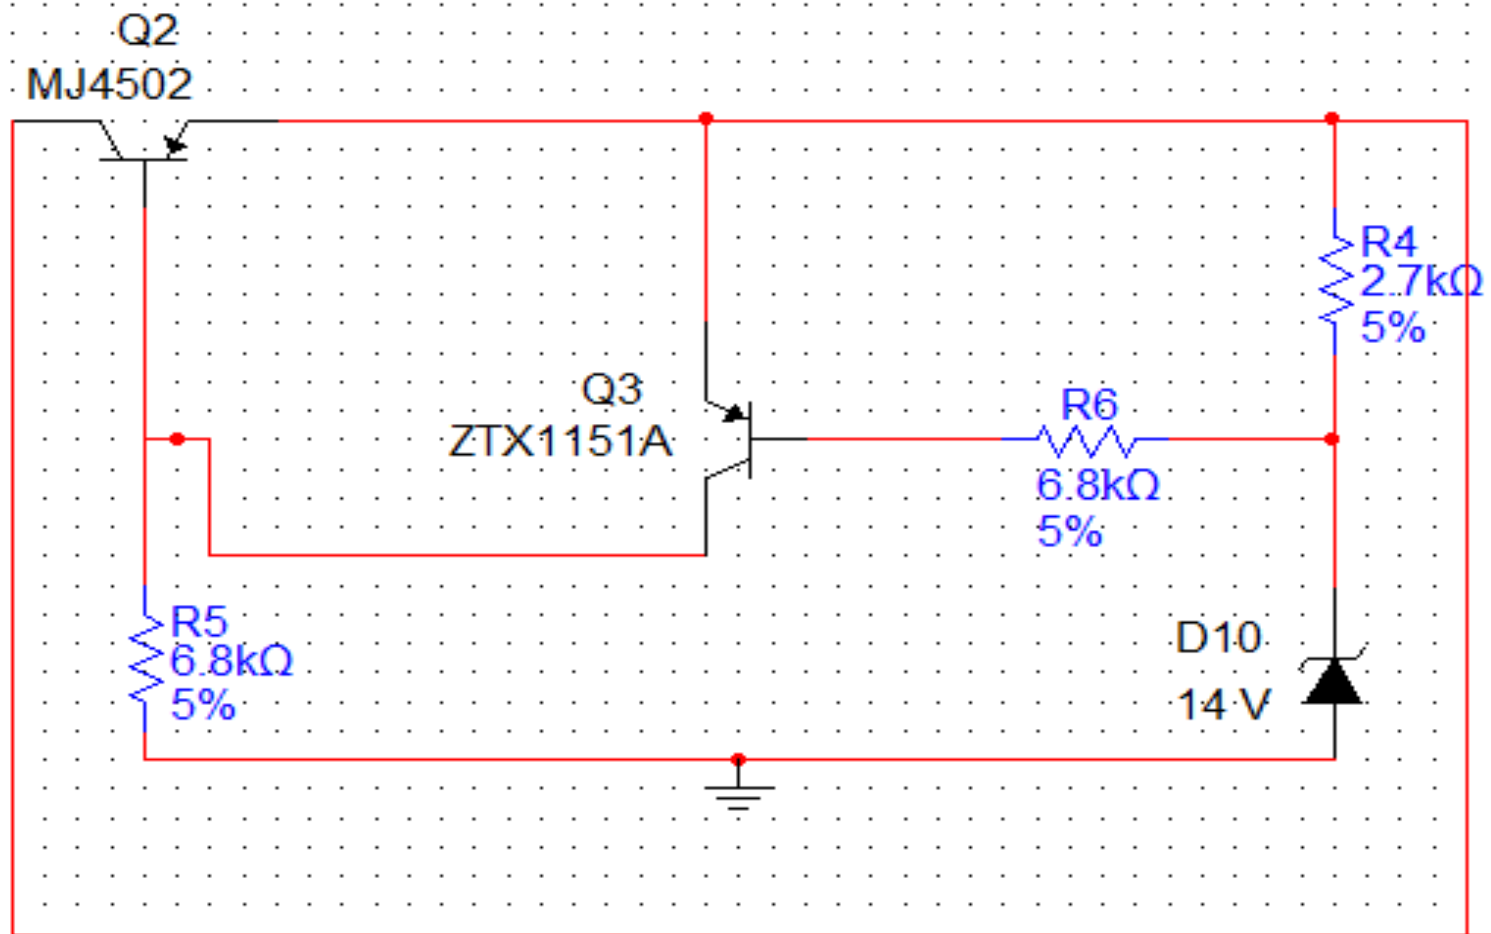 Q2
MJ4502
R4
2.7kΩ
5%
Q3
ZTX1151A
R6
6.8kΩ
5%
R5
6.8kΩ
5%
D10
14 V